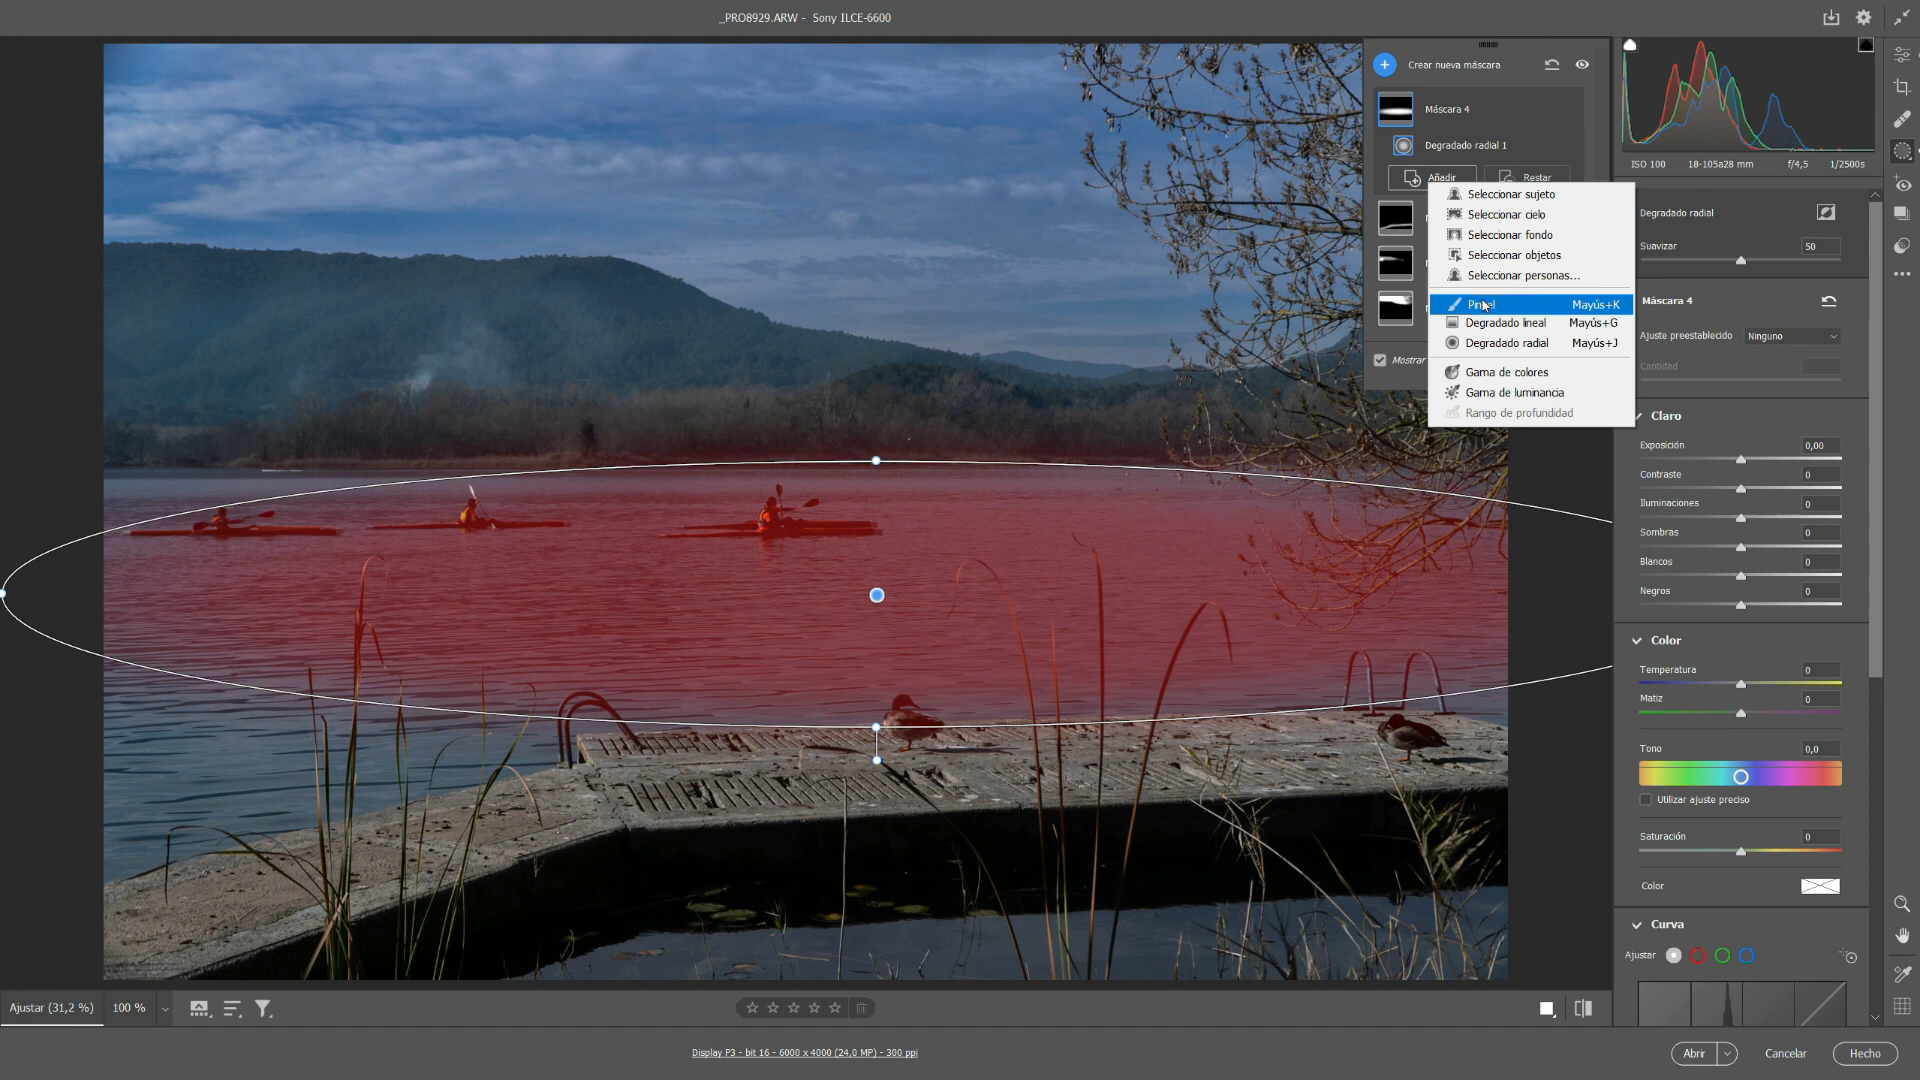 _PRO8929.ARW - Sony ILCE-6600
Crear nueva máscara
Máscara 4
Degradado radial 1
Añadir
Restar
Seleccionar sujeto
Seleccionar cielo
Seleccionar fondo
Seleccionar objetos
Seleccionar personas...
Pincel Mayús+K
Degradado lineal Mayús+G
Degradado radial Mayús+J
Gama de colores
Gama de luminancia
Rango de profundidad
Mostrar
ISO 100 18-105a28 mm f/4,5 1/2500s
Degradado radial
Suavizar 50
Máscara 4
Ajuste preestablecido Ninguno
Cantidad
Claro
Exposición 0,00
Contraste 0
Iluminaciones 0
Sombras 0
Blancos 0
Negros 0
Color
Temperatura 0
Matiz 0
Tono 0,0
Utilizar ajuste preciso
Saturación 0
Color
Curva
Ajustar
Ajustar (31,2 %) 100 %
Display P3 - bit 16 - 6000 x 4000 (24,0 MP) - 300 ppi
Abrir Cancelar Hecho